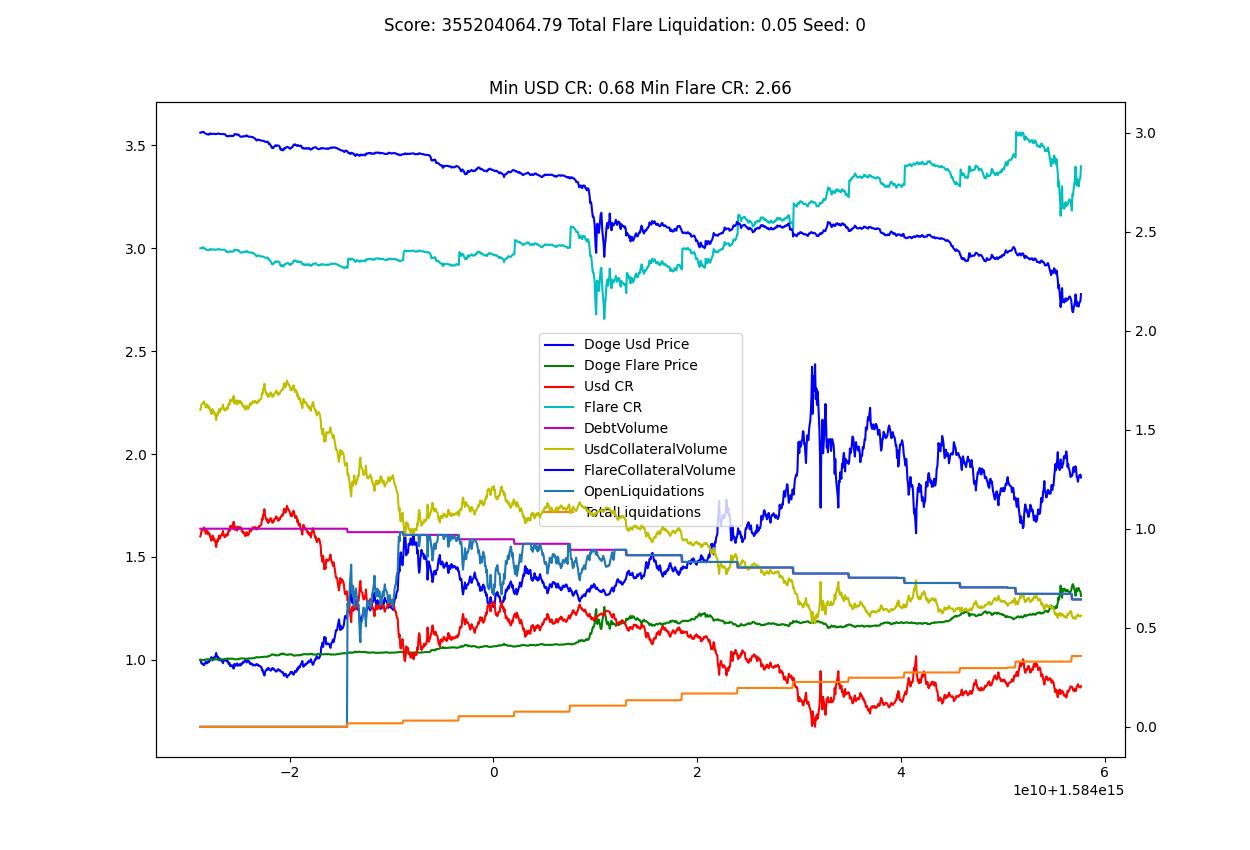 Score: 355204064.79 Total Flare Liquidation: 0.05 Seed: 0
Min USD CR: 0.68 Min Flare CR: 2.66
3.5
3.0
2.5
2.0
1.5
1.0
3.0
2.5
2.0
1.5
1.0
0.5
0.0
Doge Usd Price
Doge Flare Price
Usd CR
Flare CR
DebtVolume
UsdCollateralVolume
FlareCollateralVolume
OpenLiquidations
TotalLiquidations
−2 0 2 4 6
1e10+1.584e15